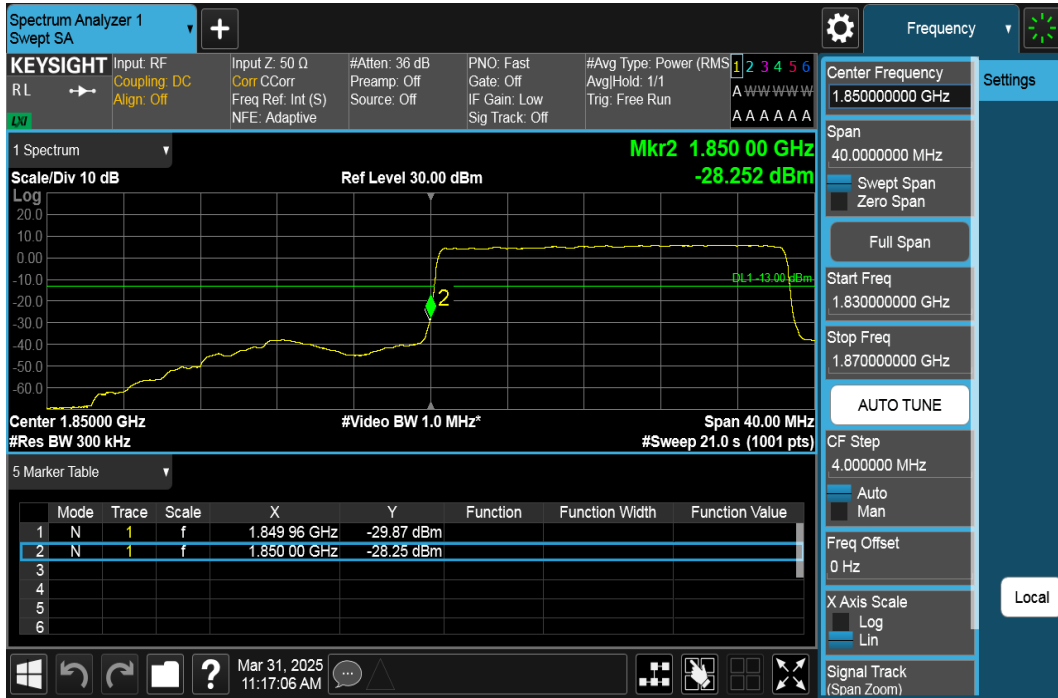 Spectrum Analyzer 1
Swept SA
+
Frequency
KEYSIGHT
R L
LXI
Input: RF
Coupling: DC
Align: Off
Input Z: 50 Ω
Corr CCorr
Freq Ref: Int (S)
NFE: Adaptive
#Atten: 36 dB
Preamp: Off
Source: Off
PNO: Fast
Gate: Off
IF Gain: Low
Sig Track: Off
#Avg Type: Power (RMS
Avg|Hold: 1/1
Trig: Free Run
1 2 3 4 5 6
A W W W W W
A A A A A A
1 Spectrum
Mkr2 1.850 00 GHz
Scale/Div 10 dB
Ref Level 30.00 dBm
-28.252 dBm
Log
20.0
10.0
0.00
-10.0
DL1 -13.00 dBm
2
-20.0
-30.0
-40.0
-50.0
-60.0
Center 1.85000 GHz
#Video BW 1.0 MHz*
Span 40.00 MHz
#Res BW 300 kHz
#Sweep 21.0 s (1001 pts)
5 Marker Table
Mode Trace Scale X Y Function Function Width Function Value
1 N 1 f 1.849 96 GHz -29.87 dBm
2 N 1 f 1.850 00 GHz -28.25 dBm
3
4
5
6
Mar 31, 2025
11:17:06 AM
?
Center Frequency
1.850000000 GHz
Settings
Span
40.0000000 MHz
Swept Span
Zero Span
Full Span
Start Freq
1.830000000 GHz
Stop Freq
1.870000000 GHz
AUTO TUNE
CF Step
4.000000 MHz
Auto
Man
Freq Offset
0 Hz
X Axis Scale
Log
Lin
Local
Signal Track
(Span Zoom)